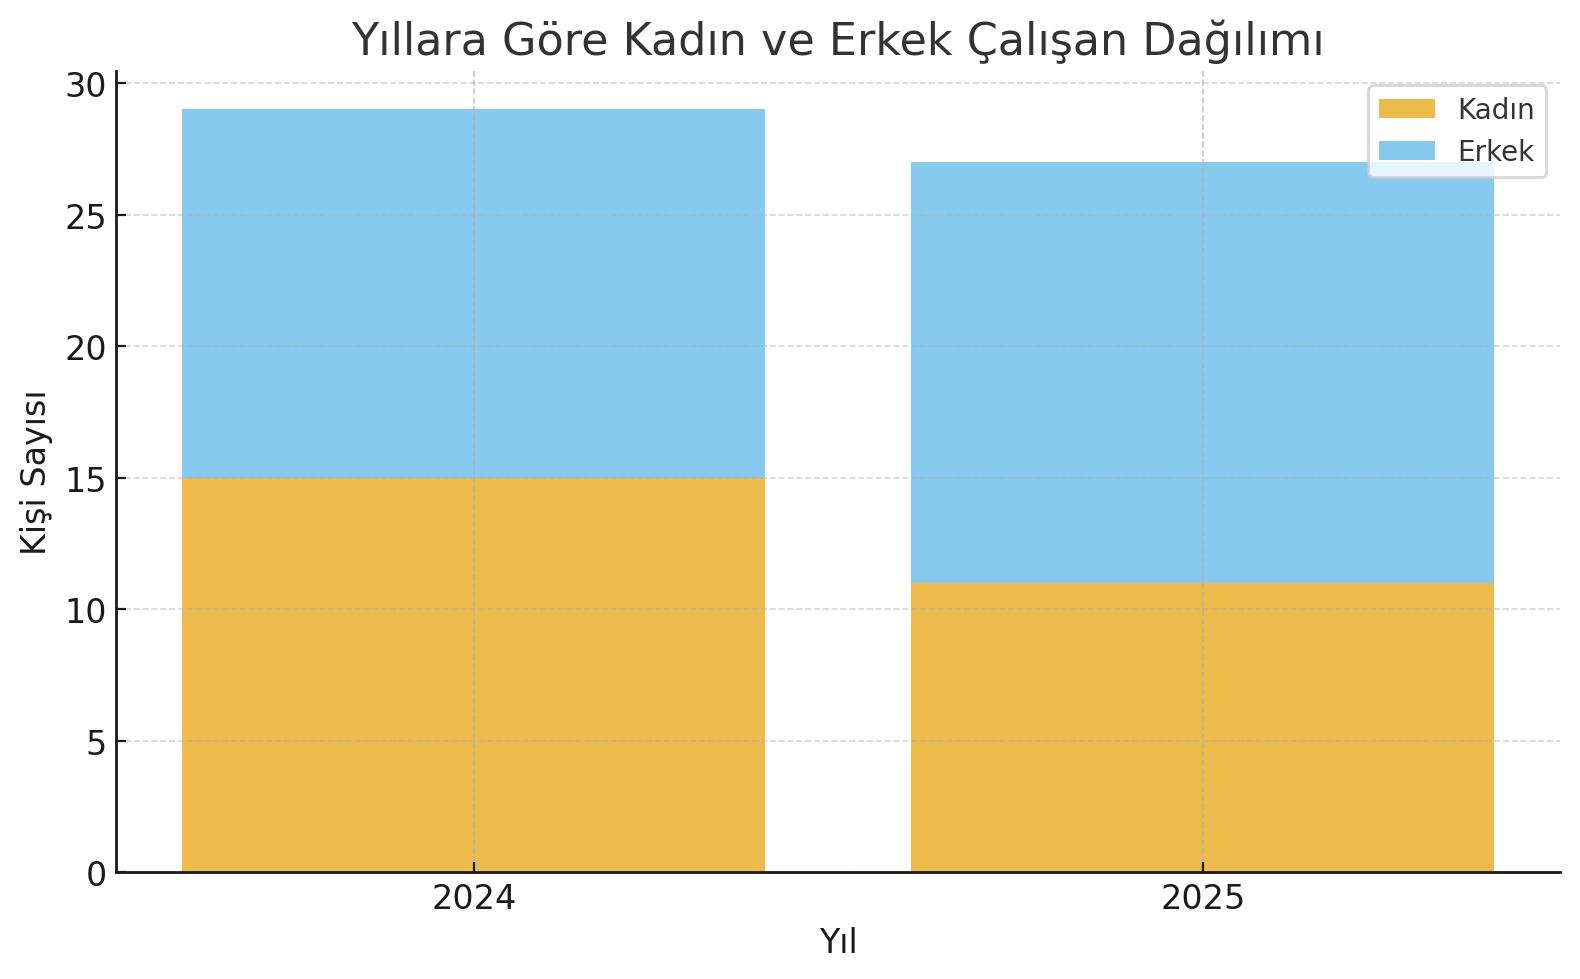 Yıllara Göre Kadın ve Erkek Çalışan Dağılımı
Kadın
Erkek
Kişi Sayısı
30
25
20
15
10
5
0
2024
2025
Yıl